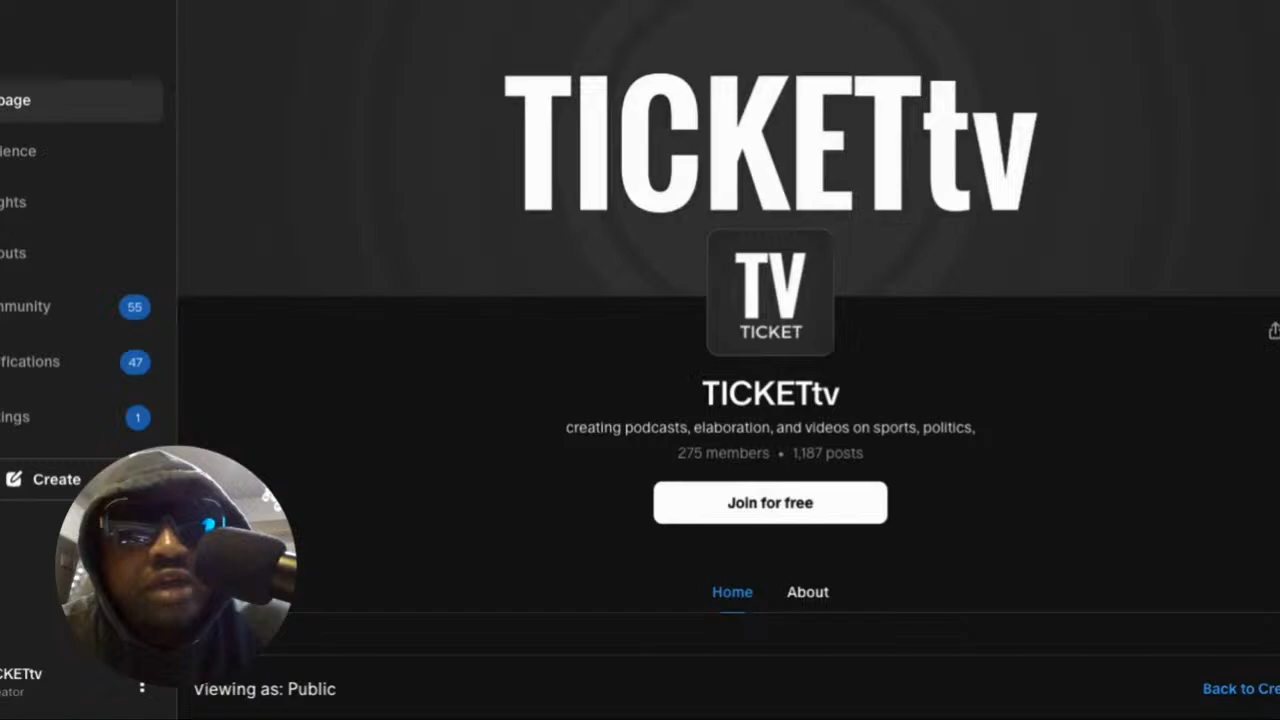 TICKETtv
TV
TICKET
TICKETtv
creating podcasts, elaboration, and videos on sports, politics,
275 members • 1,187 posts
Join for free
Home About
page
ience
ghts
outs
mmunity 55
ifications 47
ings 1
Create
CKETtv
ator
Viewing as: Public
Back to Cre